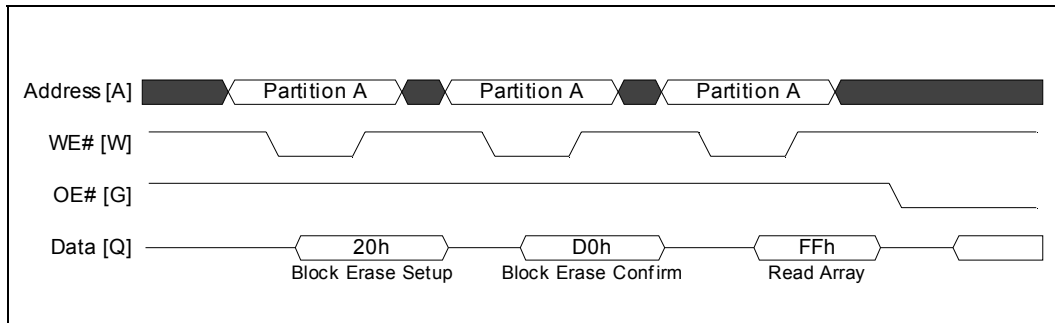 Address [A] Partition A Partition A Partition A
WE# [W]
OE# [G]
Data [Q] 20h D0h FFh
Block Erase Setup Block Erase Confirm Read Array